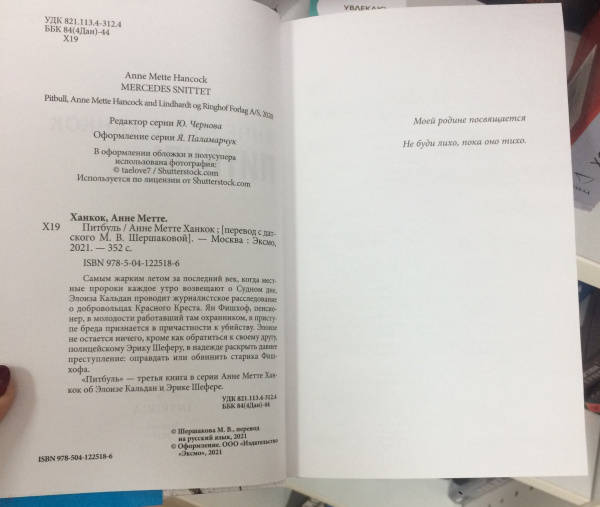 УДК 821.113.4-312.4
ББК 84(4Дан)-44
Х19
Anne Mette Hancock
MERCEDES SNITTET
Pitbull, Anne Mette Hancock and Lindhardt og Ringhof Forlag A/S, 2020
Редактор серии Ю. Чернова
Оформление серии Я. Паламарчук
В оформлении обложки и полусупера
использована фотография:
© taelove7 / Shutterstock.com
Используется по лицензии от Shutterstock.com
Ханкок, Анне Метте.
Х19 Питбуль / Анне Метте Ханкок ; [перевод с дат-
ского М. В. Шершаковой]. — Москва : Эксмо,
2021. — 352 с.
ISBN 978-5-04-122518-6
Самым жарким летом за последний век, когда мест-
ные пророки каждое утро возвещают о Судном дне,
Элоиза Кальдан проводит журналистское расследование
о добровольцах Красного Креста. Ян Фишхоф, пенсио-
нер, в молодости работавший там охранником, в присту-
пе бреда признается в причастности к убийству. Элоизе
не остается ничего, кроме как обратиться к своему другу,
полицейскому Эрику Шеферу, в надежде раскрыть давнее
преступление: оправдать или обвинить старика Фиш-
хофа.
«Питбуль» — третья книга в серии Анне Метте Хан-
кок об Элоизе Кальдан и Эрике Шефере.
УДК 821.113.4-312.4
ББК 84(4Дан)-44
© Шершакова М. В., перевод
на русский язык, 2021
© Оформление. ООО «Издательство
«Эксмо», 2021
ISBN 978-504-122518-6
УВЛЕКАЮ
Моей родине посвящается
Не буди лихо, пока оно тихо.